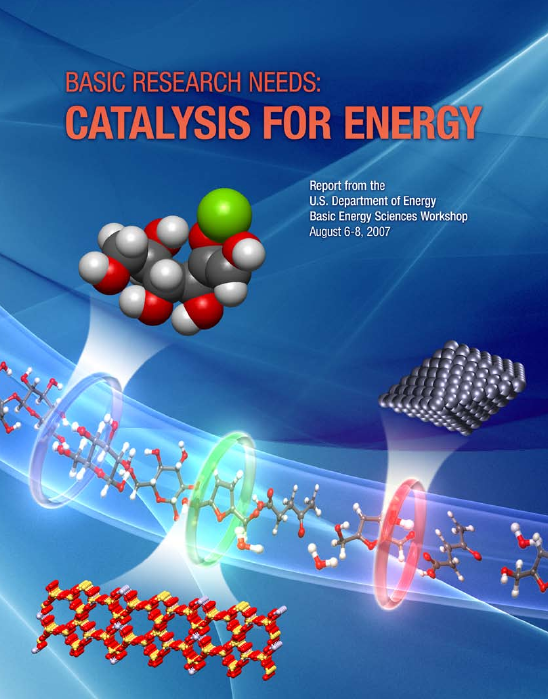 BASIC RESEARCH NEEDS:
CATALYSIS FOR ENERGY
Report from the
U.S. Department of Energy
Basic Energy Sciences Workshop
August 6-8, 2007